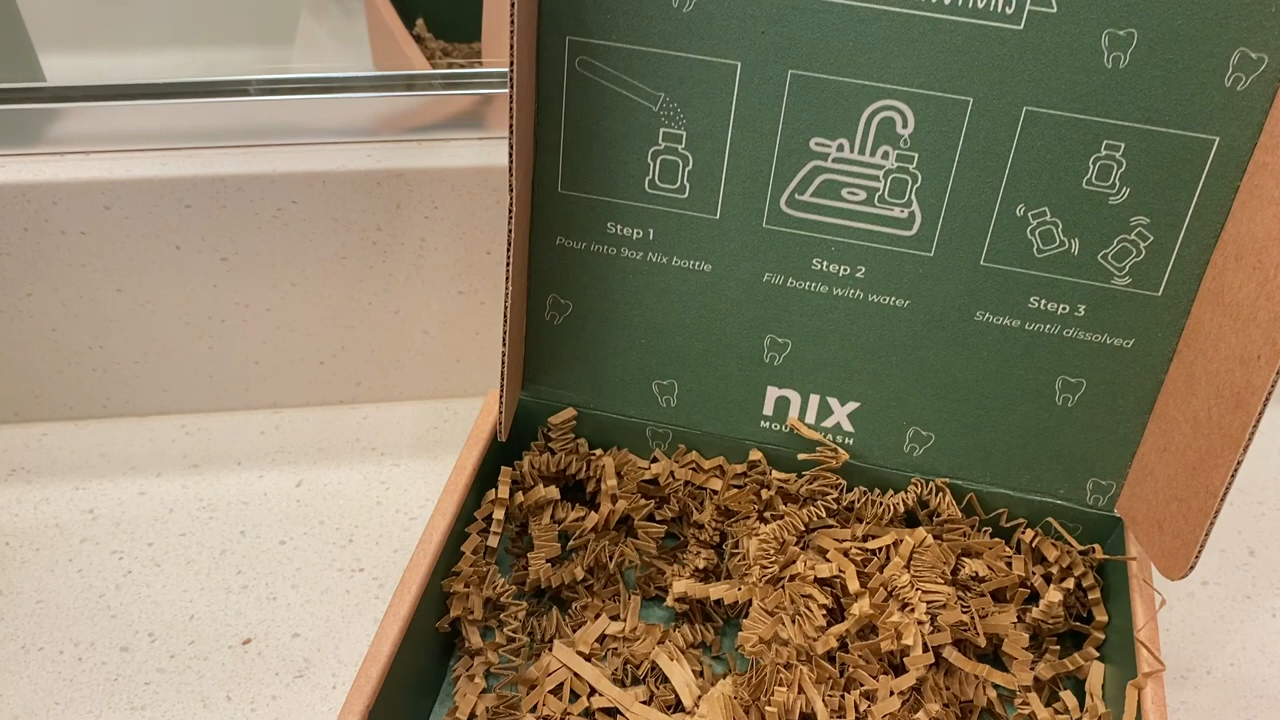 Step 1
Pour into 9oz Nix bottle
Step 2
Fill bottle with water
Step 3
Shake until dissolved
nix